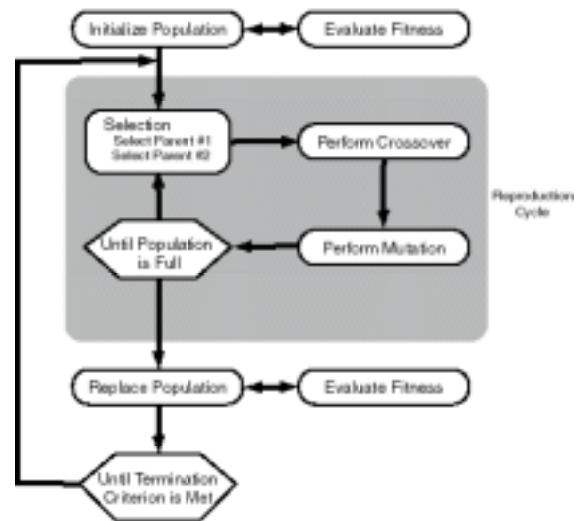 Initialize Population
Evaluate Fitness
Selection
Select Parent #1
Select Parent #2
Perform Crossover
Reproduction
Cycle
Until Population
is Full
Perform Mutation
Replace Population
Evaluate Fitness
Until Termination
Criterion is Met